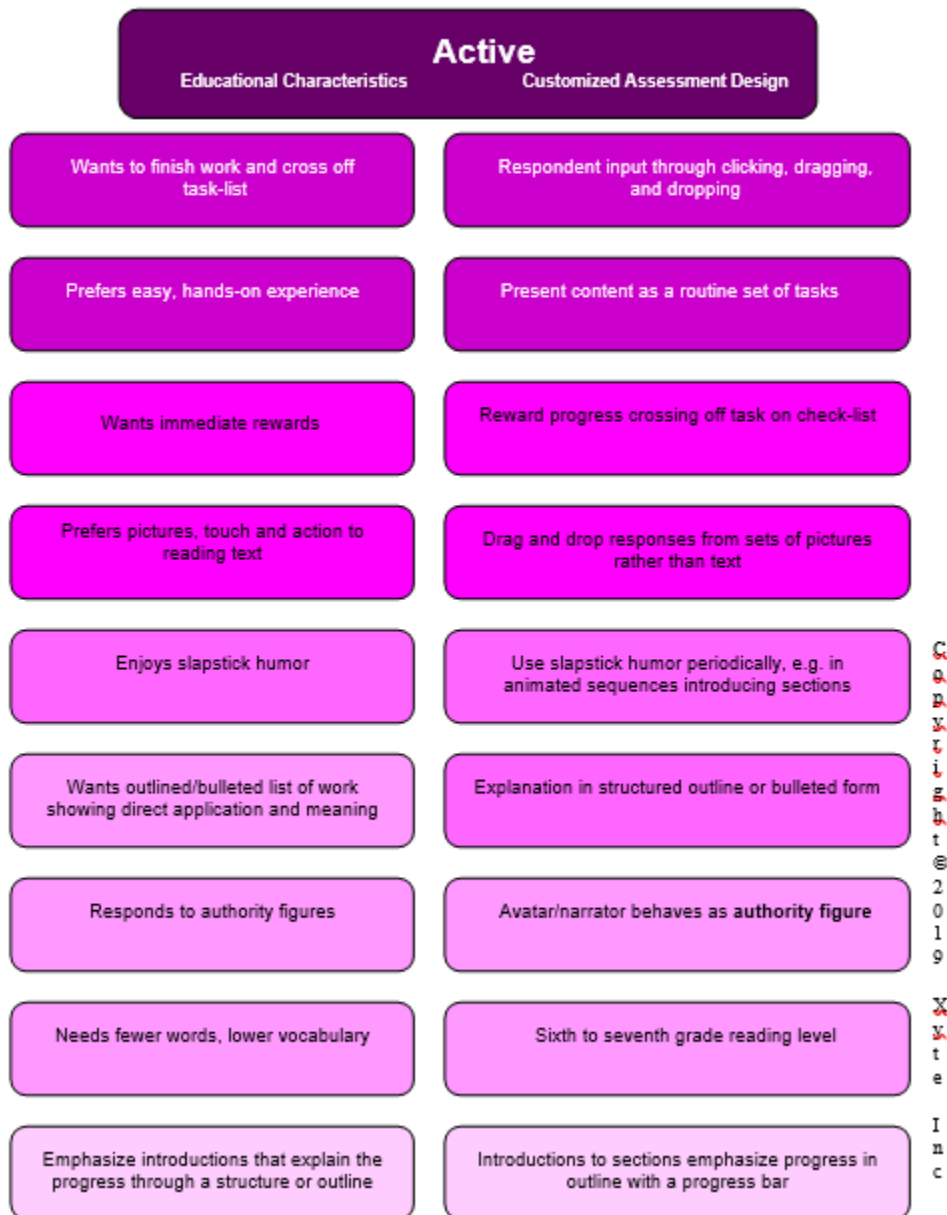 Active
Educational Characteristics Customized Assessment Design
Wants to finish work and cross off
task-list
Respondent input through clicking, dragging,
and dropping
Prefers easy, hands-on experience
Present content as a routine set of tasks
Wants immediate rewards
Reward progress crossing off task on check-list
Prefers pictures, touch and action to
reading text
Drag and drop responses from sets of pictures
rather than text
Enjoys slapstick humor
Use slapstick humor periodically, e.g. in
animated sequences introducing sections
Wants outlined/bulleted list of work
showing direct application and meaning
Explanation in structured outline or bulleted form
Responds to authority figures
Avatar/narrator behaves as authority figure
Needs fewer words, lower vocabulary
Sixth to seventh grade reading level
Emphasize introductions that explain the
progress through a structure or outline
Introductions to sections emphasize progress in
outline with a progress bar
Copyright©2019 Xyte Inc